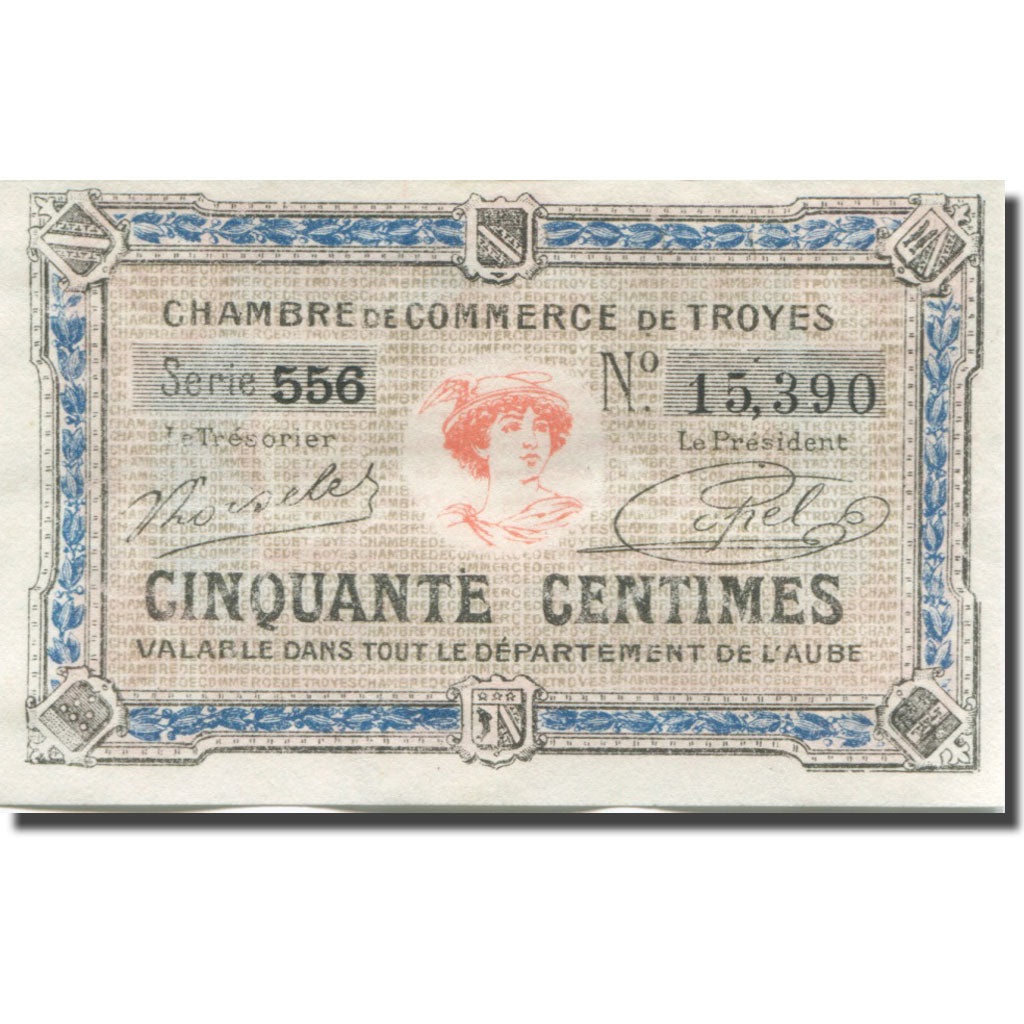 CHAMBRE DE COMMERCE DE TROYES
Serie 556 No. 15,390
Le Trésorier Le Président
CINQUANTE CENTIMES
VALABLE DANS TOUT LE DÉPARTEMENT DE L'AUBE